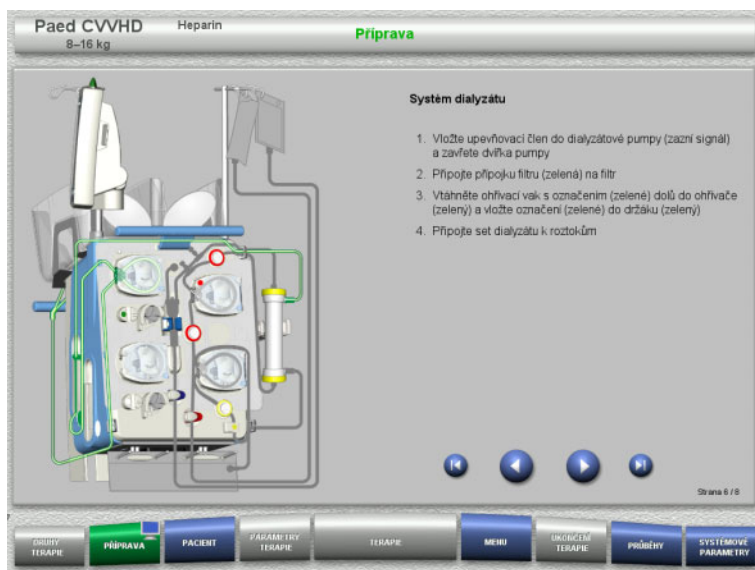 Paed CVVHD
Heparin
Příprava
8–16 kg
Systém dialyzátu
1. Vložte upevňovací člen do dialyzátové pumpy (zazní signál)
a zavřete dvířka pumpy
2. Připojte přípojku filtru (zelená) na filtr
3. Vtáhněte ohřívací vak s označením (zelené) dolů do ohřívače
(zelený) a vložte označení (zelené) do držáku (zelený)
4. Připojte set dialyzátu k roztokům
Strana 6 / 8
DRUHY
TERAPIE
PŘÍPRAVA
PACIENT
PARAMETRY
TERAPIE
TERAPIE
MENU
UKONČENÍ
TERAPIE
PRŮBĚHY
SYSTÉMOVÉ
PARAMETRY